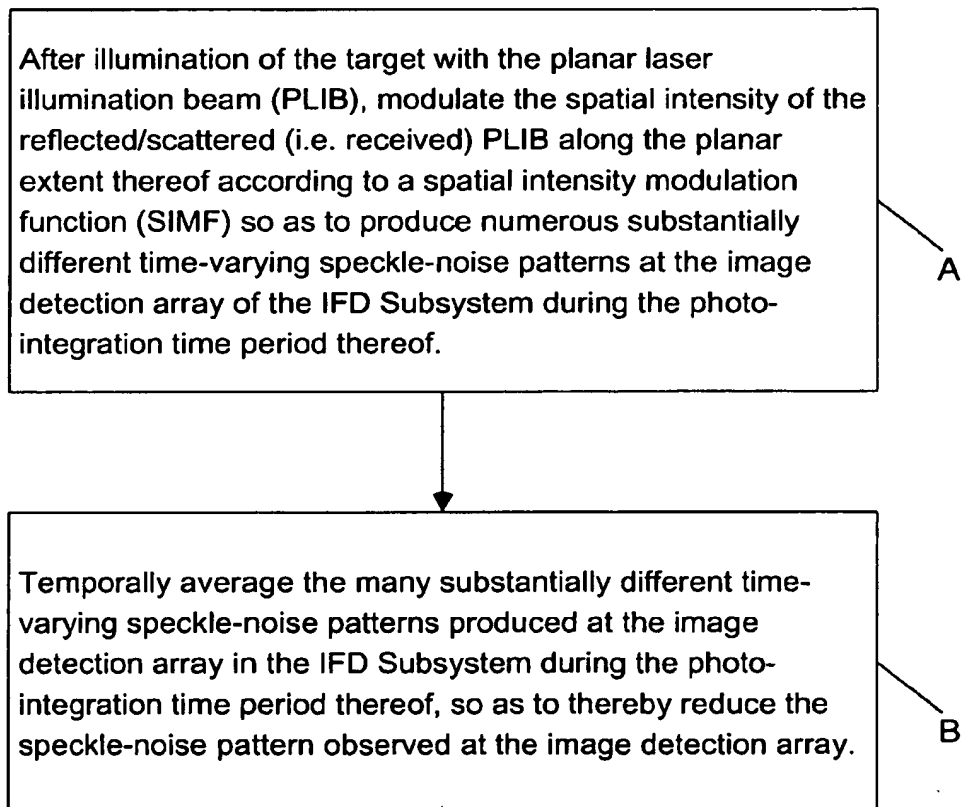 After illumination of the target with the planar laser
illumination beam (PLIB), modulate the spatial intensity of the
reflected/scattered (i.e. received) PLIB along the planar
extent thereof according to a spatial intensity modulation
function (SIMF) so as to produce numerous substantially
different time-varying speckle-noise patterns at the image
detection array of the IFD Subsystem during the photo-
integration time period thereof.
A
Temporally average the many substantially different time-
varying speckle-noise patterns produced at the image
detection array in the IFD Subsystem during the photo-
integration time period thereof, so as to thereby reduce the
speckle-noise pattern observed at the image detection array.
B